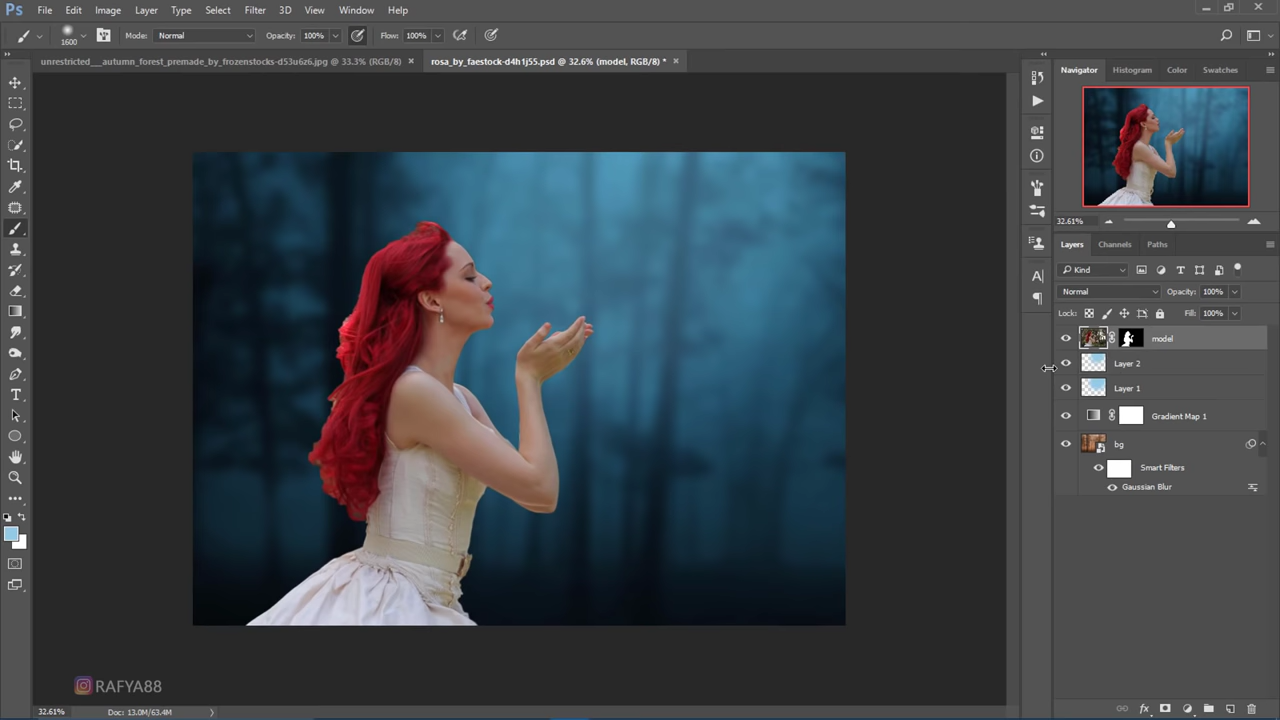 Ps File Edit Image Layer Type Select Filter 3D View Window Help
1600 Mode: Normal Opacity: 100% Flow: 100%
unrestricted___autumn_forest_premade_by_frozenstocks-d53u6z6.jpg @ 33.3% (RGB/8) × rosa_by_faestock-d4h1j55.psd @ 32.6% (model, RGB/8) * ×
Navigator Histogram Color Swatches
32.61%
Layers Channels Paths
Kind
Normal Opacity: 100%
Lock: Fill: 100%
model
Layer 2
Layer 1
Gradient Map 1
bg
Smart Filters
Gaussian Blur
RAFYA88
32.61% Doc: 13.0M/63.4M